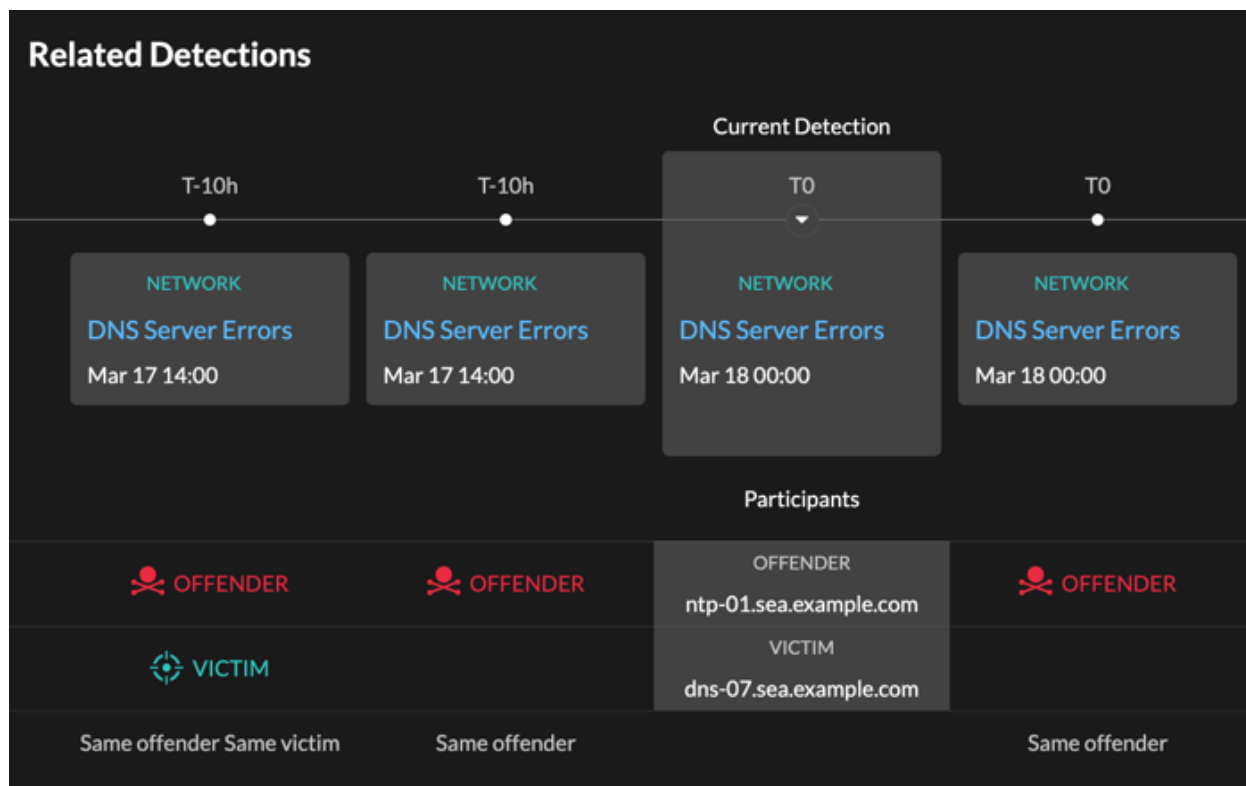 Related Detections
Current Detection
T-10h
T-10h
T0
T0
NETWORK
NETWORK
NETWORK
NETWORK
DNS Server Errors
DNS Server Errors
DNS Server Errors
DNS Server Errors
Mar 17 14:00
Mar 17 14:00
Mar 18 00:00
Mar 18 00:00
Participants
OFFENDER
OFFENDER
OFFENDER
ntp-01.sea.example.com
OFFENDER
VICTIM
VICTIM
dns-07.sea.example.com
Same offender Same victim
Same offender
Same offender